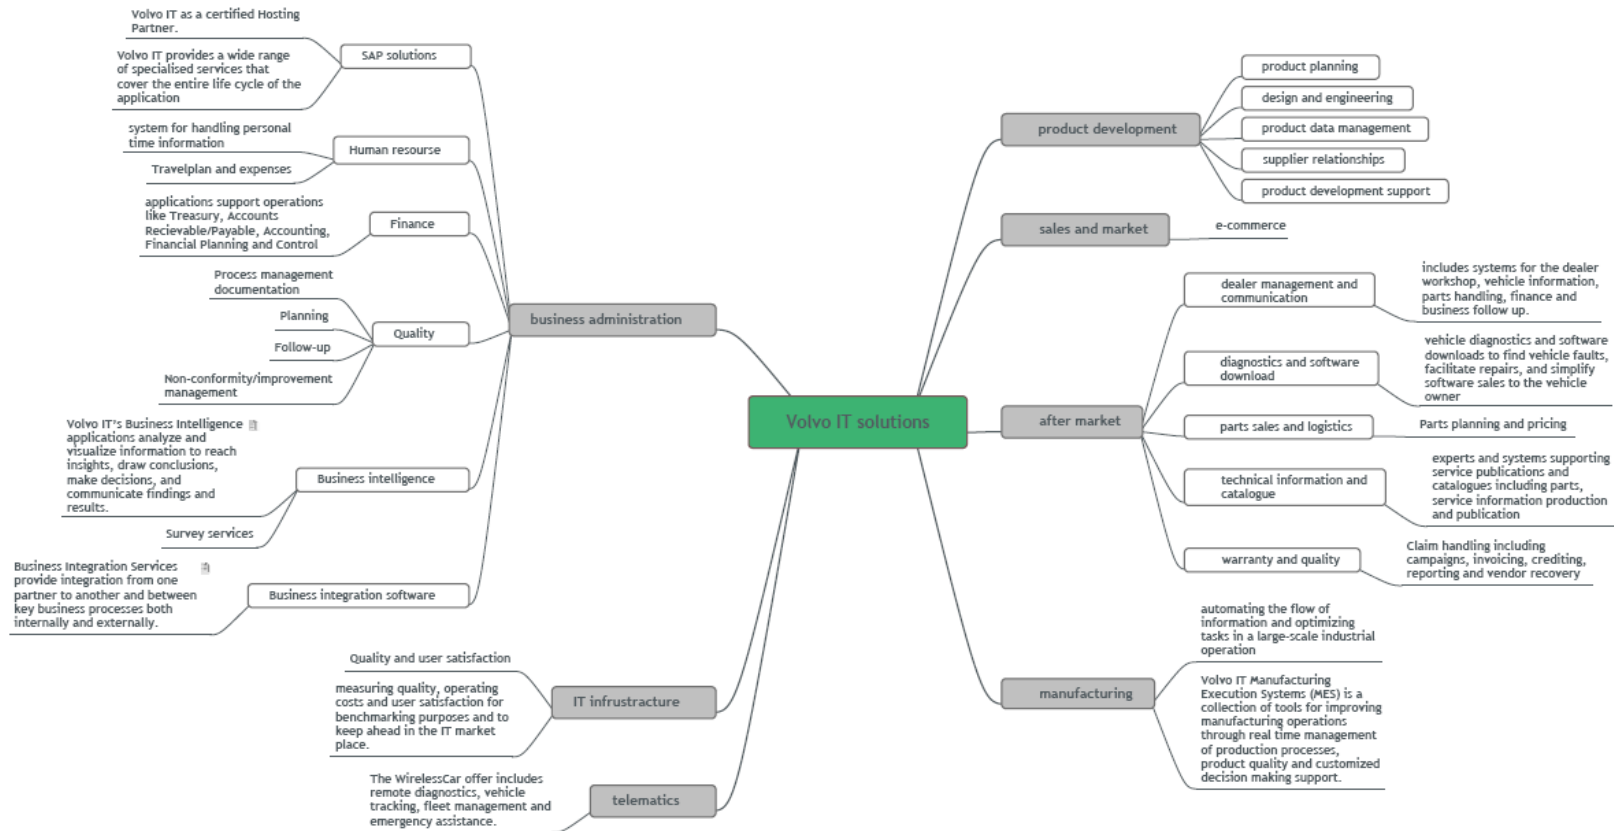 Volvo IT as a certified Hosting
Partner.
SAP solutions
Volvo IT provides a wide range
of specialised services that
cover the entire life cycle of the
application
system for handling personal
time information
Human resourse
Travelplan and expenses
applications support operations
like Treasury, Accounts
Recievable/Payable, Accounting,
Financial Planning and Control
Finance
Process management
documentation
Planning
Quality
Follow-up
Non-conformity/improvement
management
business administration
Volvo IT's Business Intelligence
applications analyze and
visualize information to reach
insights, draw conclusions,
make decisions, and
communicate findings and
results.
Business intelligence
Survey services
Business Integration Services
provide integration from one
partner to another and between
key business processes both
internally and externally.
Business integration software
Quality and user satisfaction
measuring quality, operating
costs and user satisfaction for
benchmarking purposes and to
keep ahead in the IT market
place.
IT infrustracture
The WirelessCar offer includes
remote diagnostics, vehicle
tracking, fleet management and
emergency assistance.
telematics
Volvo IT solutions
product development
product planning
design and engineering
product data management
supplier relationships
product development support
sales and market
e-commerce
after market
dealer management and
communication
includes systems for the dealer
workshop, vehicle information,
parts handling, finance and
business follow up.
diagnostics and software
download
vehicle diagnostics and software
downloads to find vehicle faults,
facilitate repairs, and simplify
software sales to the vehicle
owner
parts sales and logistics
Parts planning and pricing
technical information and
catalogue
experts and systems supporting
service publications and
catalogues including parts,
service information production
and publication
warranty and quality
Claim handling including
campaigns, invoicing, crediting,
reporting and vendor recovery
manufacturing
automating the flow of
information and optimizing
tasks in a large-scale industrial
operation
Volvo IT Manufacturing
Execution Systems (MES) is a
collection of tools for improving
manufacturing operations
through real time management
of production processes,
product quality and customized
decision making support.